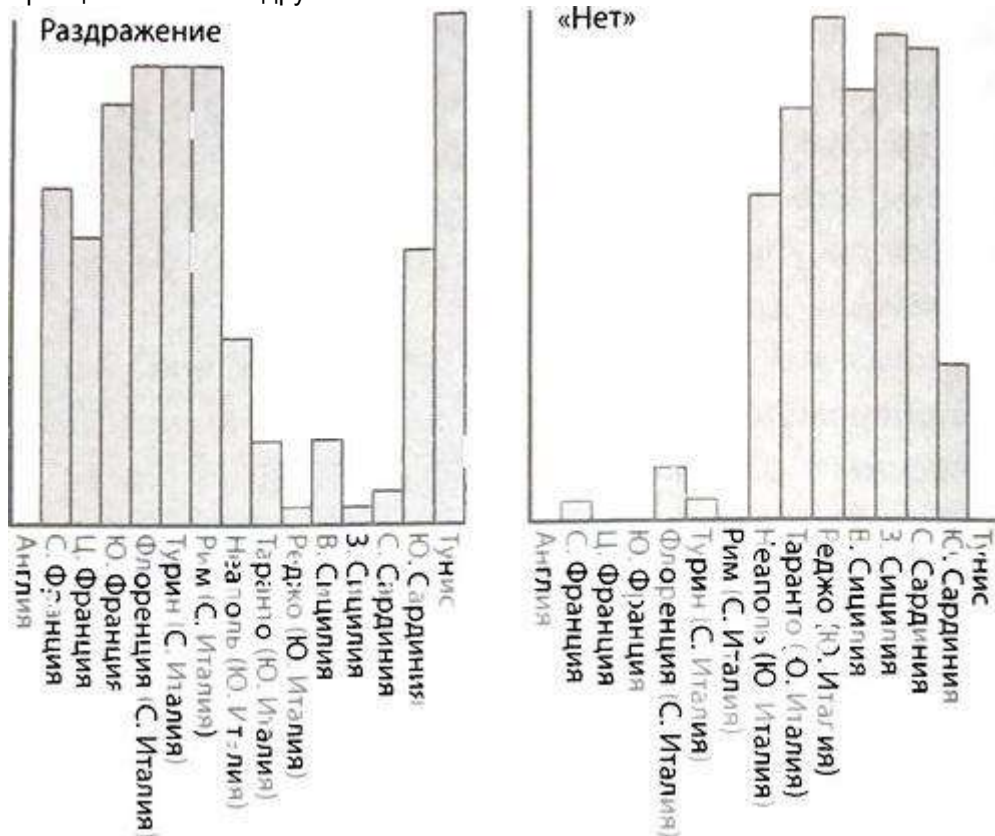 Раздражение
Англия
С. Франция
Ц. Франция
Ю. Франция
Флоренция (С. Италия)
Турин (С. Италия)
Рим (С. Италия)
Неаполь (Ю. Италия)
Таранто (Ю. Италия)
Реджо (Ю. Италия)
В. Сицилия
З. Сицилия
С. Сардиния
Ю. Сардиния
Тунис
«Нет»
Англия
С. Франция
Ц. Франция
Ю. Франция
Флоренция (С. Италия)
Турин (С. Италия)
Рим (С. Италия)
Неаполь (Ю. Италия)
Таранто (Ю. Италия)
Реджо (Ю. Италия)
В. Сицилия
З. Сицилия
С. Сардиния
Ю. Сардиния
Тунис